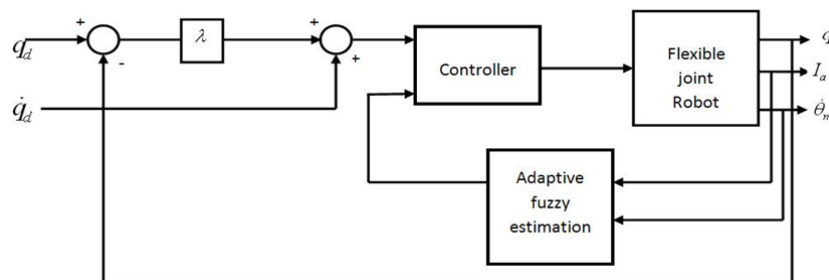 +
+
q
q_d
λ
-
+
Controller
Flexible
joint
Robot
I_a
q̇_d
θ̇_m
Adaptive
fuzzy
estimation